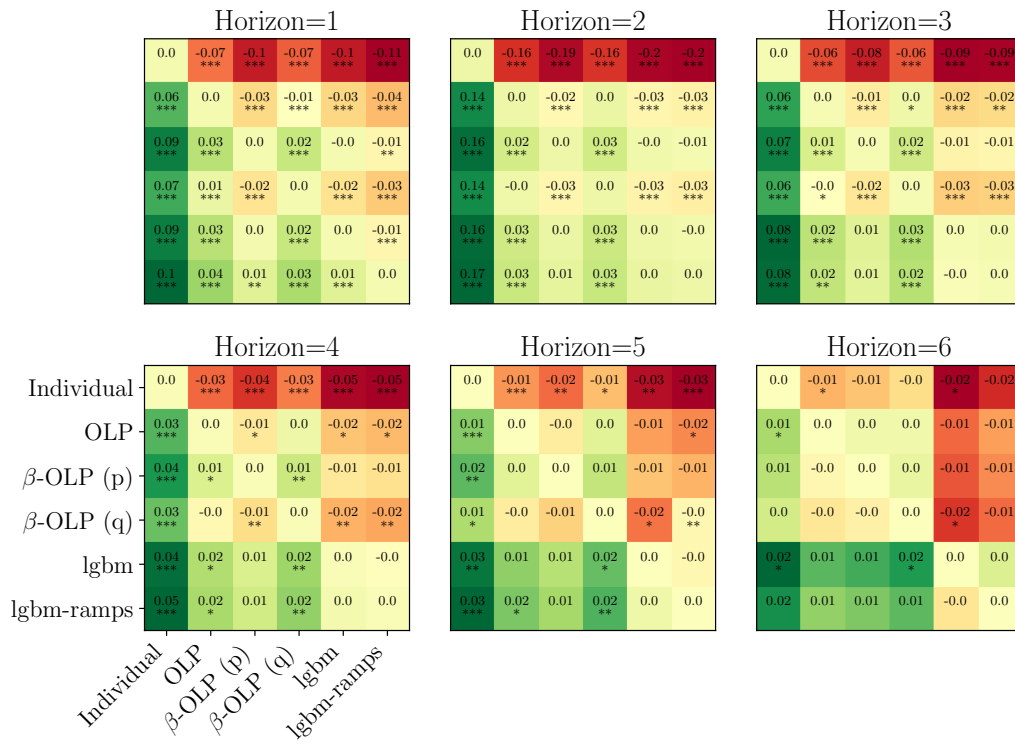 Horizon=1
0.0 -0.07 -0.1 -0.07 -0.1 -0.11
*** *** *** *** ***
0.06 0.0 -0.03 -0.01 -0.03 -0.04
*** *** *** *** ***
0.09 0.03 0.0 0.02 -0.0 -0.01
*** *** *** **
0.07 0.01 -0.02 0.0 -0.02 -0.03
*** *** *** *** ***
0.09 0.03 0.0 0.02 0.0 -0.01
*** *** *** ***
0.1 0.04 0.01 0.03 0.01 0.0
*** *** ** *** ***
Horizon=2
0.0 -0.16 -0.19 -0.16 -0.2 -0.2
*** *** *** *** ***
0.14 0.0 -0.02 0.0 -0.03 -0.03
*** *** *** ***
0.16 0.02 0.0 0.03 -0.0 -0.01
*** *** ***
0.14 -0.0 -0.03 0.0 -0.03 -0.03
*** *** *** ***
0.16 0.03 0.0 0.03 0.0 -0.0
*** *** ***
0.17 0.03 0.01 0.03 0.0 0.0
*** *** ***
Horizon=3
0.0 -0.06 -0.08 -0.06 -0.09 -0.09
*** *** *** *** ***
0.06 0.0 -0.01 0.0 -0.02 -0.02
*** *** * *** **
0.07 0.01 0.0 0.02 -0.01 -0.01
*** *** ***
0.06 -0.0 -0.02 0.0 -0.03 -0.03
*** * *** *** ***
0.08 0.02 0.01 0.03 0.0 0.0
*** *** ***
0.08 0.02 0.01 0.02 -0.0 0.0
*** ** ***
Horizon=4
Individual 0.0 -0.03 -0.04 -0.03 -0.05 -0.05
*** *** *** *** ***
OLP 0.03 0.0 -0.01 0.0 -0.02 -0.02
*** * * *
β-OLP (p) 0.04 0.01 0.0 0.01 -0.01 -0.01
*** * **
β-OLP (q) 0.03 -0.0 -0.01 0.0 -0.02 -0.02
*** ** ** **
lgbm 0.04 0.02 0.01 0.02 0.0 -0.0
*** * **
lgbm-ramps 0.05 0.02 0.01 0.02 0.0 0.0
*** * **
Individual
OLP
β-OLP (p)
β-OLP (q)
lgbm
lgbm-ramps
Horizon=5
0.0 -0.01 -0.02 -0.01 -0.03 -0.03
*** ** * ** ***
0.01 0.0 -0.0 0.0 -0.01 -0.02
*** *
0.02 0.0 0.0 0.01 -0.01 -0.01
**
0.01 -0.0 -0.01 0.0 -0.02 -0.0
* * **
0.03 0.01 0.01 0.02 0.0 -0.0
** *
0.03 0.02 0.01 0.02 0.0 0.0
*** * **
Horizon=6
0.0 -0.01 -0.01 -0.0 -0.02 -0.02
* *
0.01 0.0 0.0 0.0 -0.01 -0.01
*
0.01 -0.0 0.0 0.0 -0.01 -0.01
0.0 -0.0 -0.0 0.0 -0.02 -0.01
*
0.02 0.01 0.01 0.02 0.0 0.0
* *
0.02 0.01 0.01 0.01 -0.0 0.0